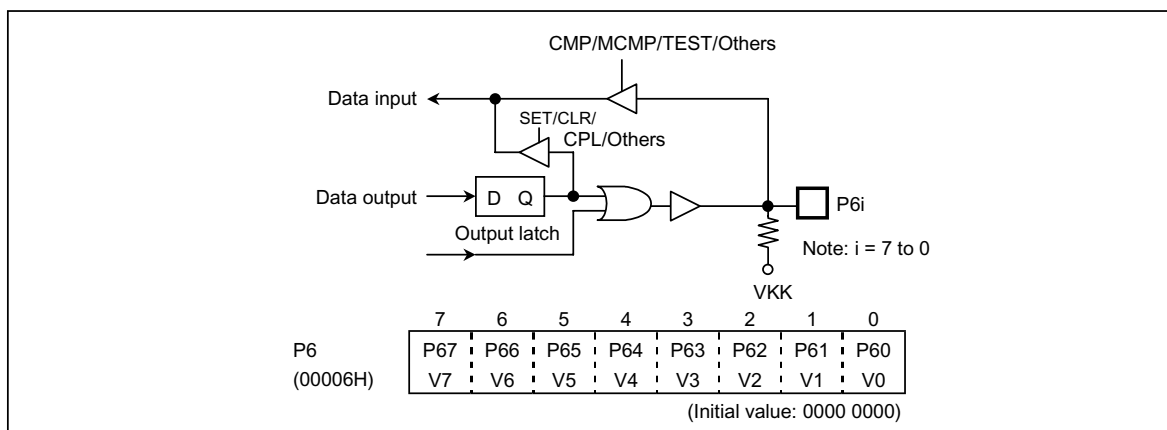 CMP/MCMP/TEST/Others
Data input
SET/CLR/
CPL/Others
Data output
D Q
P6i
Output latch
Note: i = 7 to 0
VKK
7 6 5 4 3 2 1 0
P6 P67 P66 P65 P64 P63 P62 P61 P60
(00006H) V7 V6 V5 V4 V3 V2 V1 V0
(Initial value: 0000 0000)